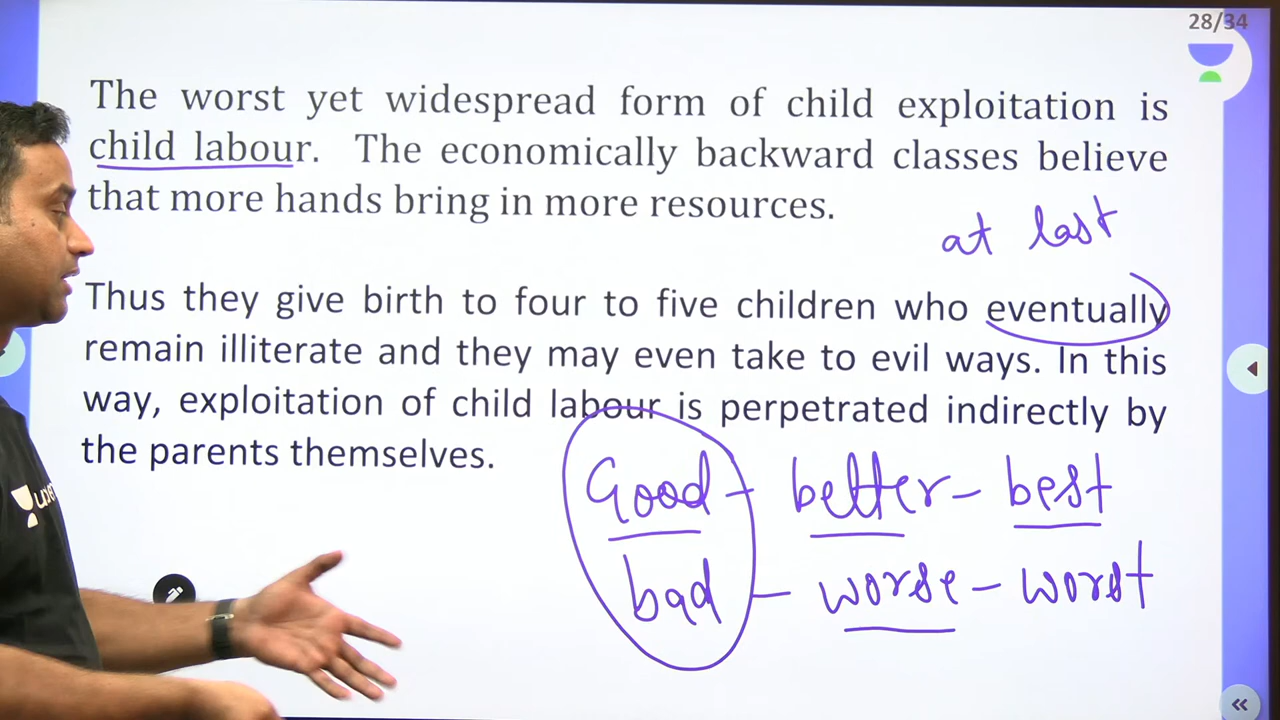 28/34
The worst yet widespread form of child exploitation is
child labour. The economically backward classes believe
that more hands bring in more resources.
at last
Thus they give birth to four to five children who eventually
remain illiterate and they may even take to evil ways. In this
way, exploitation of child labour is perpetrated indirectly by
the parents themselves.
Good - better - best
bad - worse - worst